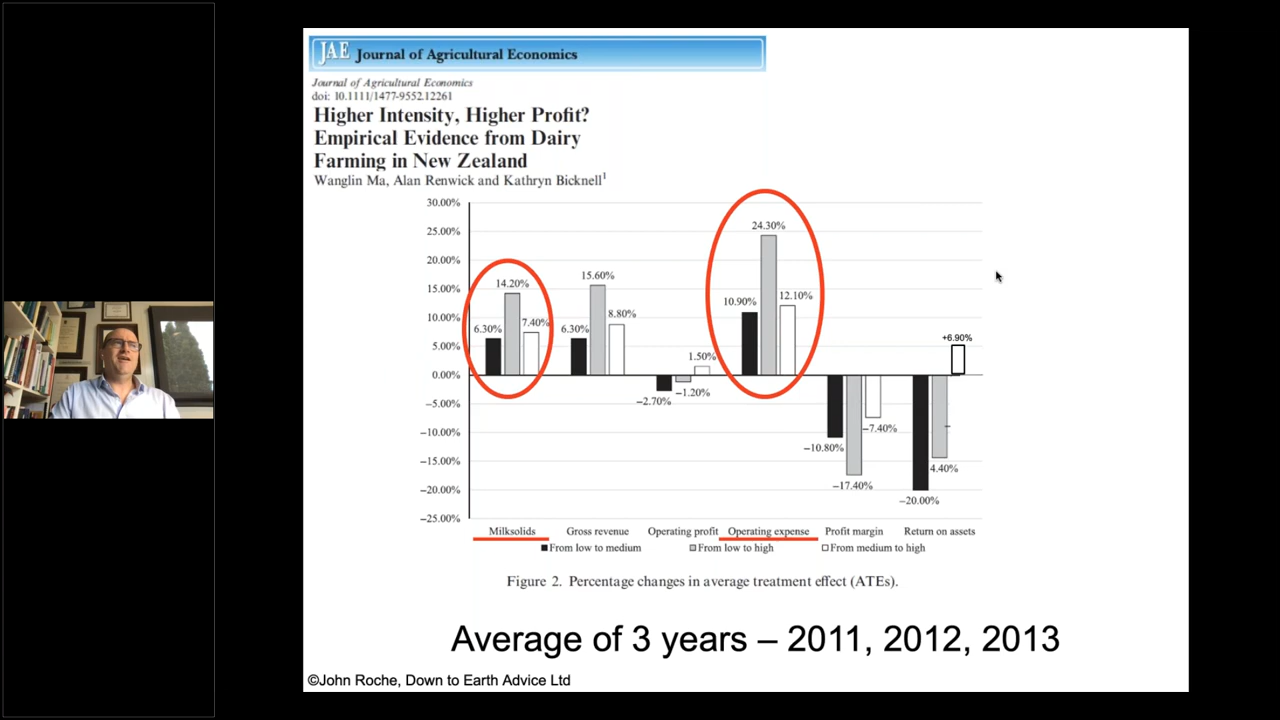 JAE Journal of Agricultural Economics
Journal of Agricultural Economics
doi: 10.1111/1477-9552.12261
Higher Intensity, Higher Profit?
Empirical Evidence from Dairy
Farming in New Zealand
Wanglin Ma, Alan Renwick and Kathryn Bicknell¹
30.00%
25.00%
20.00%
15.00%
10.00%
5.00%
0.00%
−5.00%
−10.00%
−15.00%
−20.00%
−25.00%
6.30%
14.20%
7.40%
6.30%
15.60%
8.80%
−2.70%
−1.20%
1.50%
10.90%
24.30%
12.10%
−10.80%
−17.40%
−7.40%
−20.00%
4.40%
+6.90%
Milksolids Gross revenue Operating profit Operating expense Profit margin Return on assets
From low to medium From low to high From medium to high
Figure 2. Percentage changes in average treatment effect (ATEs).
Average of 3 years – 2011, 2012, 2013
©John Roche, Down to Earth Advice Ltd